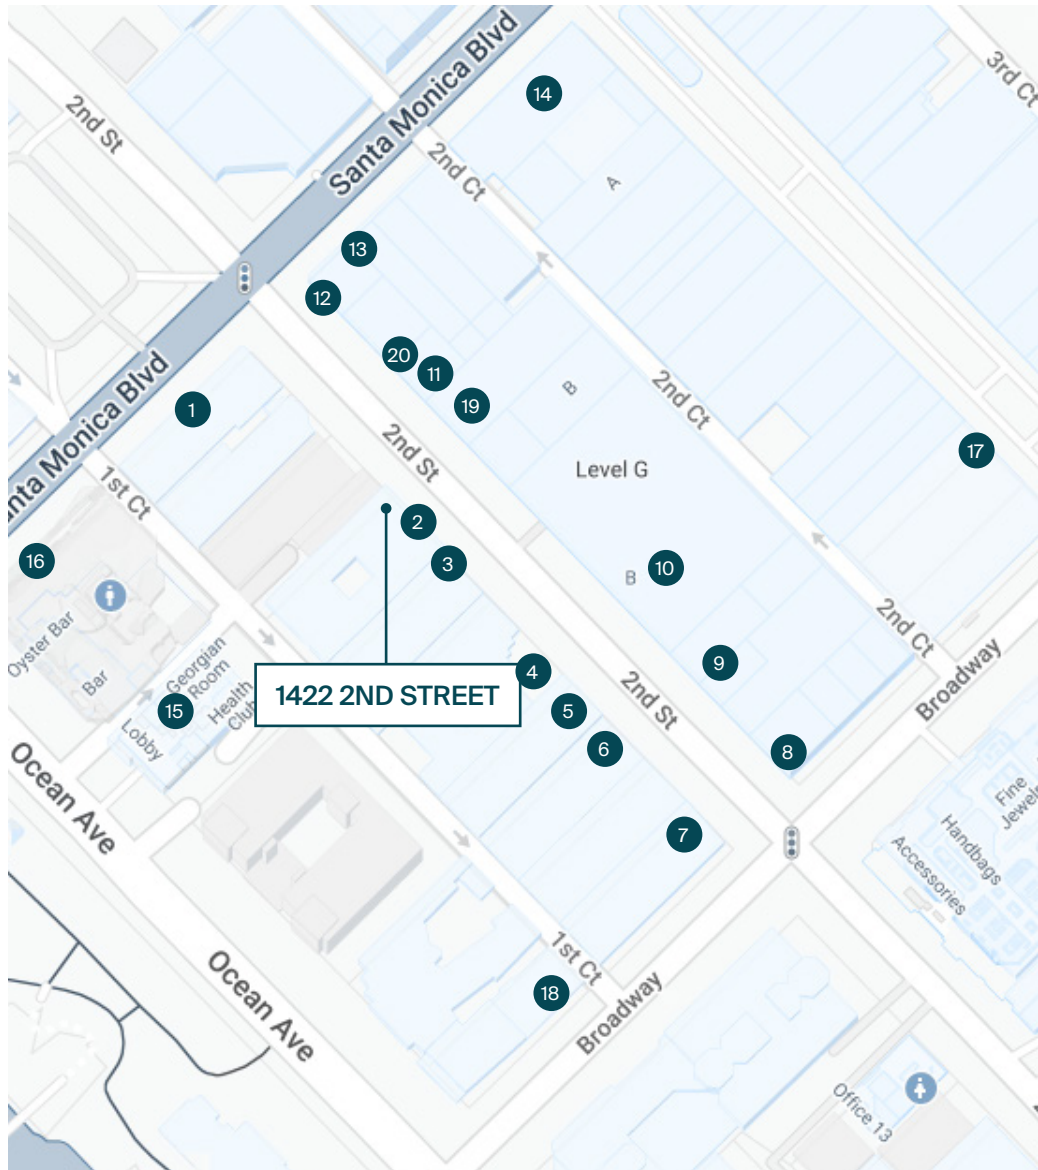 Santa Monica Blvd
3rd Ct
2nd St
14
2nd Ct
A
13
12
20
11
19
B
2nd Ct
1
2nd St
Level G
17
nta Monica Blvd
1st Ct
2
3
16
10
B
Oyster Bar
Bar
Georgian
Room
Health
Club
15
Lobby
1422 2ND STREET
4
5
6
9
2nd St
2nd Ct
Broadway
8
7
Ocean Ave
Fine
Jewel
Handbags
Accessories
1st Ct
18
Broadway
Ocean Ave
Office 13